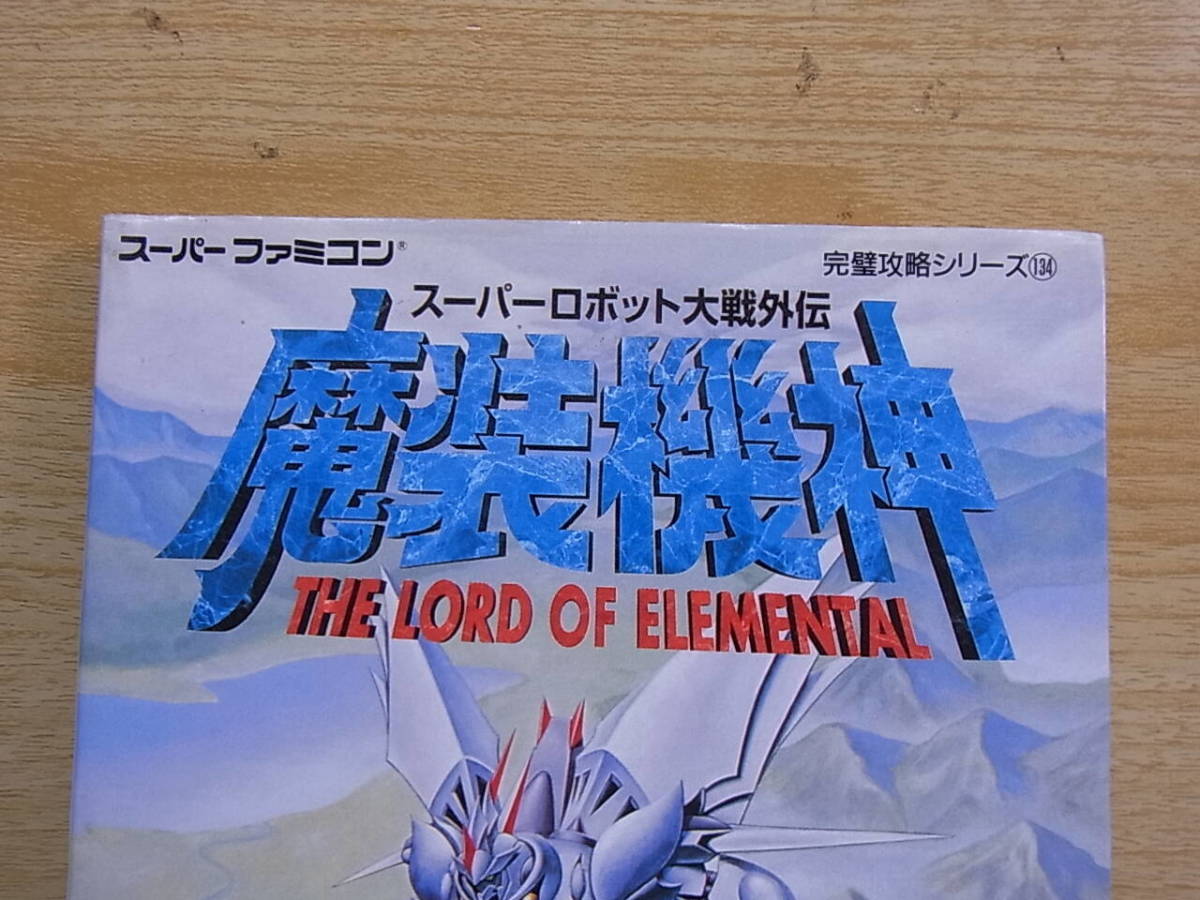 スーパーファミコン®
完璧攻略シリーズ134
スーパーロボット大戦外伝
魔装機神
THE LORD OF ELEMENTAL